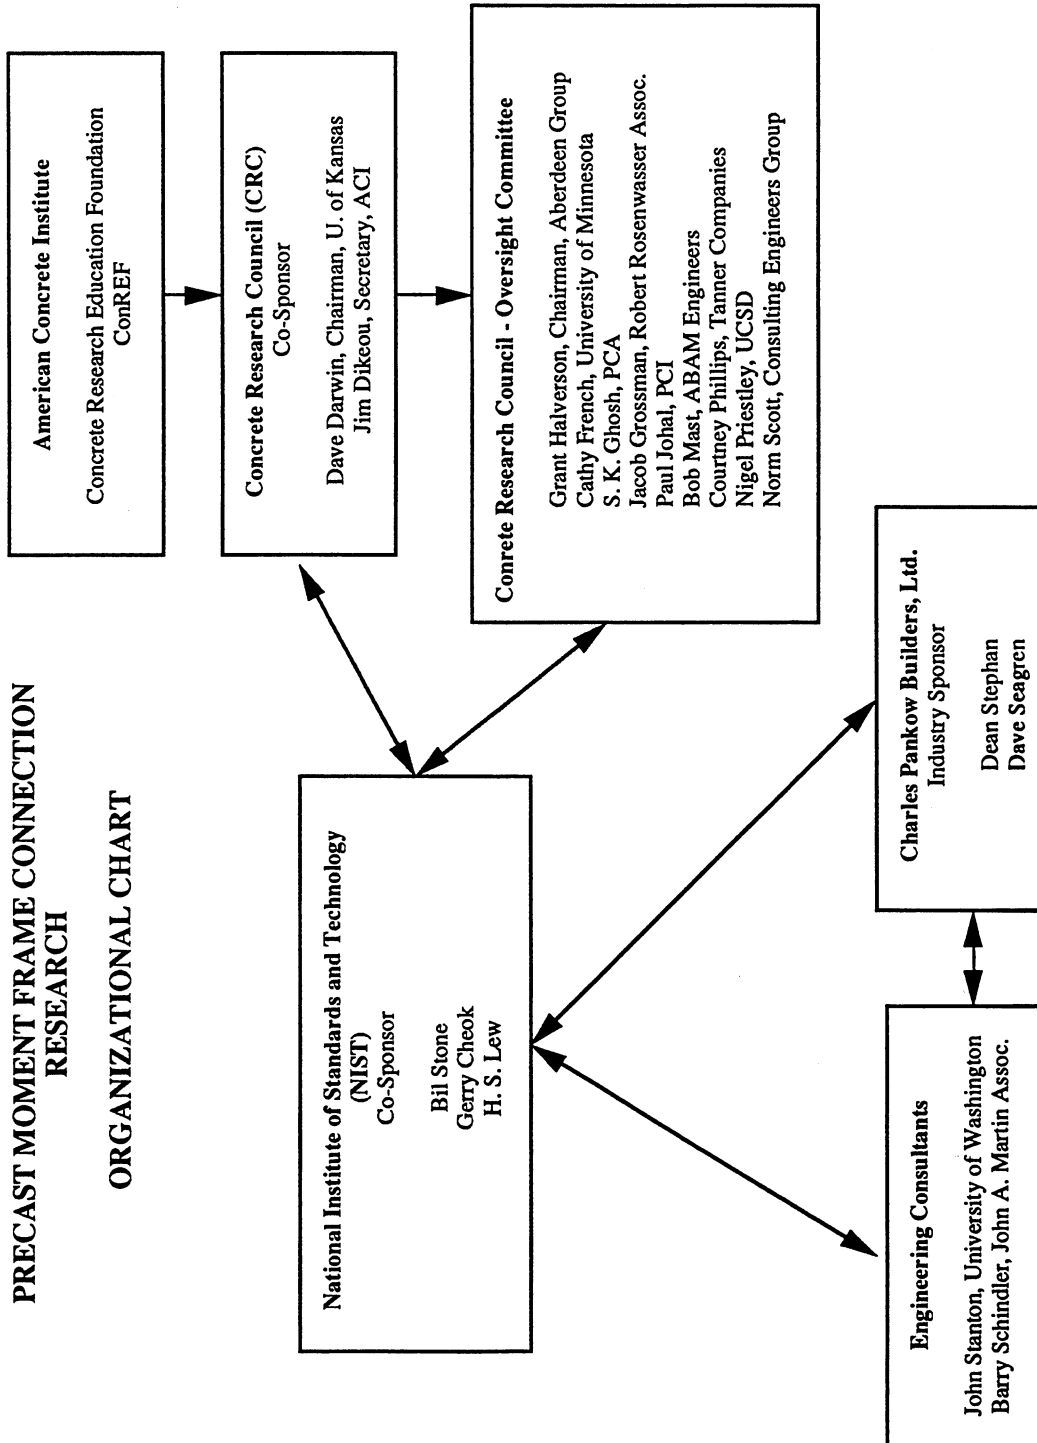 PRECAST MOMENT FRAME CONNECTION
RESEARCH
ORGANIZATIONAL CHART
American Concrete Institute
Concrete Research Education Foundation
ConREF
Concrete Research Council (CRC)
Co-Sponsor
Dave Darwin, Chairman, U. of Kansas
Jim Dikeou, Secretary, ACI
Conrete Research Council - Oversight Committee
Grant Halverson, Chairman, Aberdeen Group
Cathy French, University of Minnesota
S. K. Ghosh, PCA
Jacob Grossman, Robert Rosenwasser Assoc.
Paul Johal, PCI
Bob Mast, ABAM Engineers
Courtney Phillips, Tanner Companies
Nigel Priestley, UCSD
Norm Scott, Consulting Engineers Group
National Institute of Standards and Technology
(NIST)
Co-Sponsor
Bil Stone
Gerry Cheok
H. S. Lew
Engineering Consultants
John Stanton, University of Washington
Barry Schindler, John A. Martin Assoc.
Charles Pankow Builders, Ltd.
Industry Sponsor
Dean Stephan
Dave Seagren